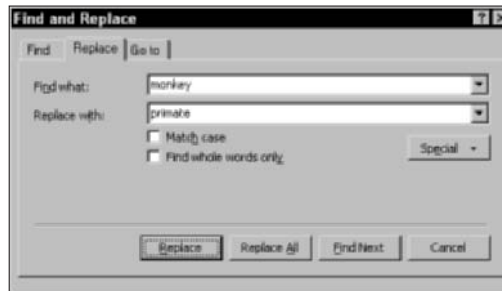 Find and Replace
Find Replace Go to
Find what: monkey
Replace with: primate
Match case
Find whole words only
Special
Replace Replace All Find Next Cancel